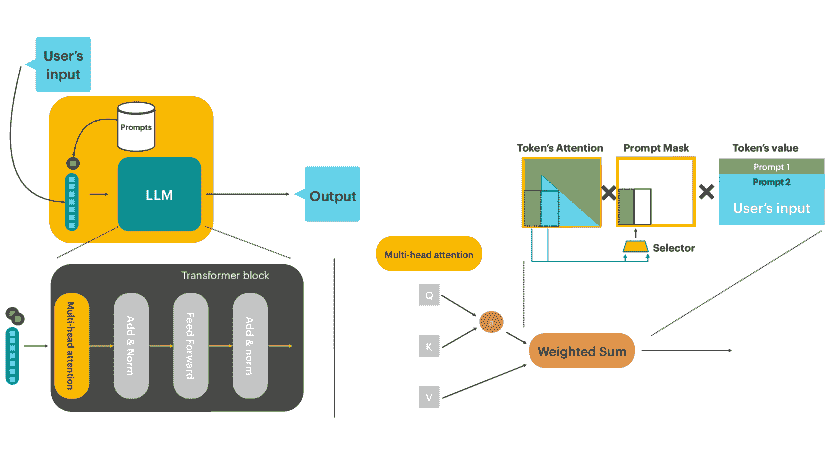 User's
input
Prompts
LLM
Output
Transformer block
Multi-head attention
Add & Norm
Feed Forward
Add & norm
Token's Attention
Prompt Mask
Token's value
Prompt 1
Prompt 2
User's input
Selector
Multi-head attention
Q
K
V
Weighted Sum